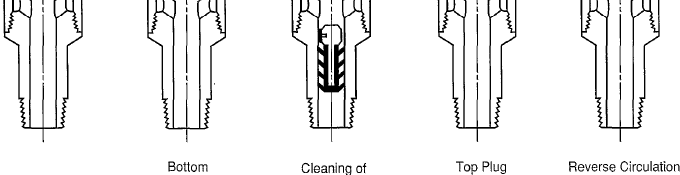 Bottom
Cleaning of
Top Plug
Reverse Circulation